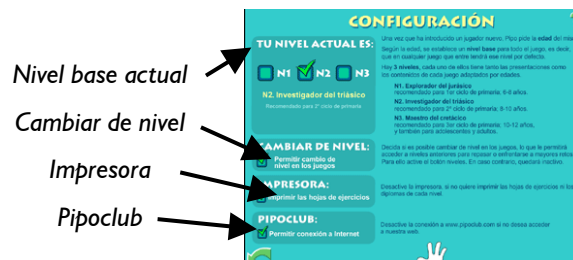 CONFIGURACIÓN
Nivel base actual
Cambiar de nivel
Impresora
Pipoclub
TU NIVEL ACTUAL ES:
N1 N2 N3
N2. Investigador del triásico
Recomendado para 2º ciclo de primaria
CAMBIAR DE NIVEL:
Permitir cambio de
nivel en los juegos
IMPRESORA:
Imprimir las hojas de ejercicios
PIPOCLUB:
Permitir conexión a Internet
Una vez que ha introducido un jugador nuevo, Pipo pide la edad del
Según la edad, se establece un nivel base para todo el juego, es decir,
que en cualquier juego que entre tendrá ese nivel por defecto.
Hay 3 niveles, cada uno de ellos tiene tanto las presentaciones como
los contenidos de cada juego adaptados por edades.
N1. Explorador del jurásico
recomendado para 1er ciclo de primaria: 6-8 años.
N2. Investigador del triásico
recomendado para 2º ciclo de primaria: 8-10 años.
N3. Maestro del cretácico
recomendado para 3er ciclo de primaria: 10-12 años,
y también para adolescentes y adultos.
Decida si es posible cambiar de nivel en los juegos, lo que le permitirá
acceder a niveles anteriores para repasar o enfrentarse a mayores retos.
Para ello active el botón niveles. En caso contrario, quedará inactivo.
Desactive la impresora, si no quiere imprimir las hojas de ejercicios ni los
diplomas de cada nivel.
Desactive la conexión a www.pipoclub.com si no desea acceder
a nuestra web.